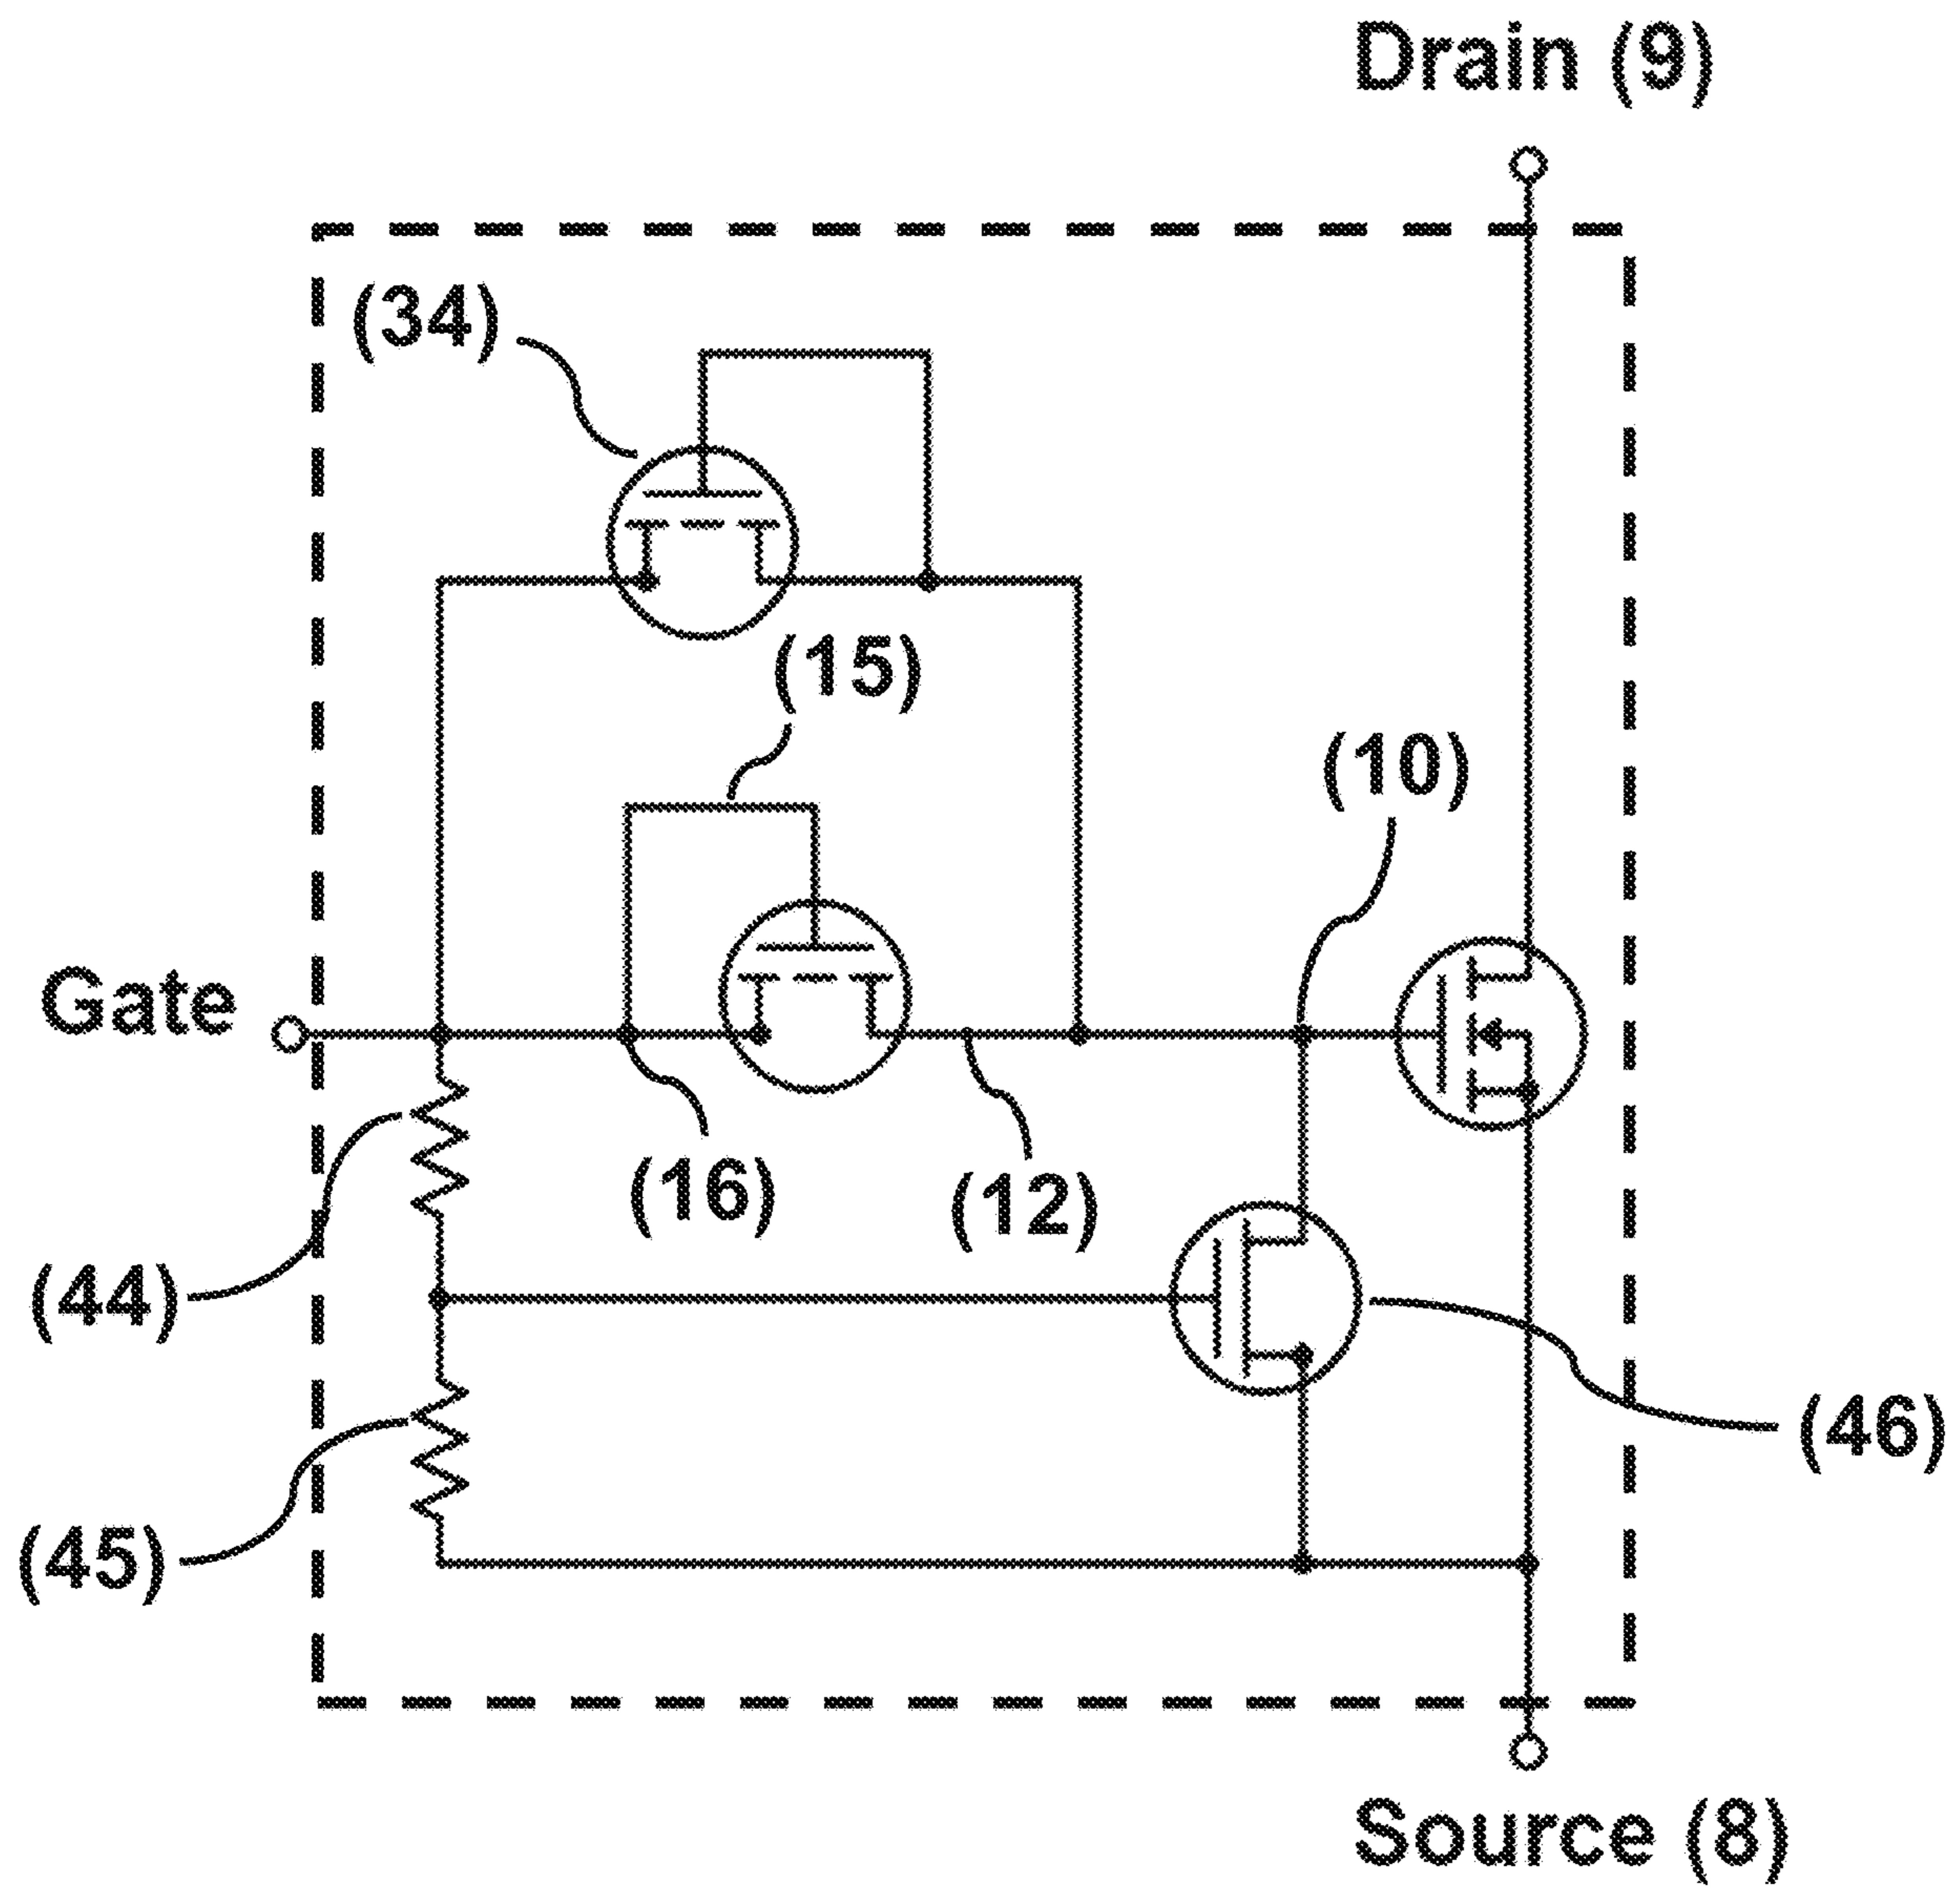 Drain (9)
(34)
(15)
(10)
Gate
(16)
(12)
(44)
(46)
(45)
Source (8)